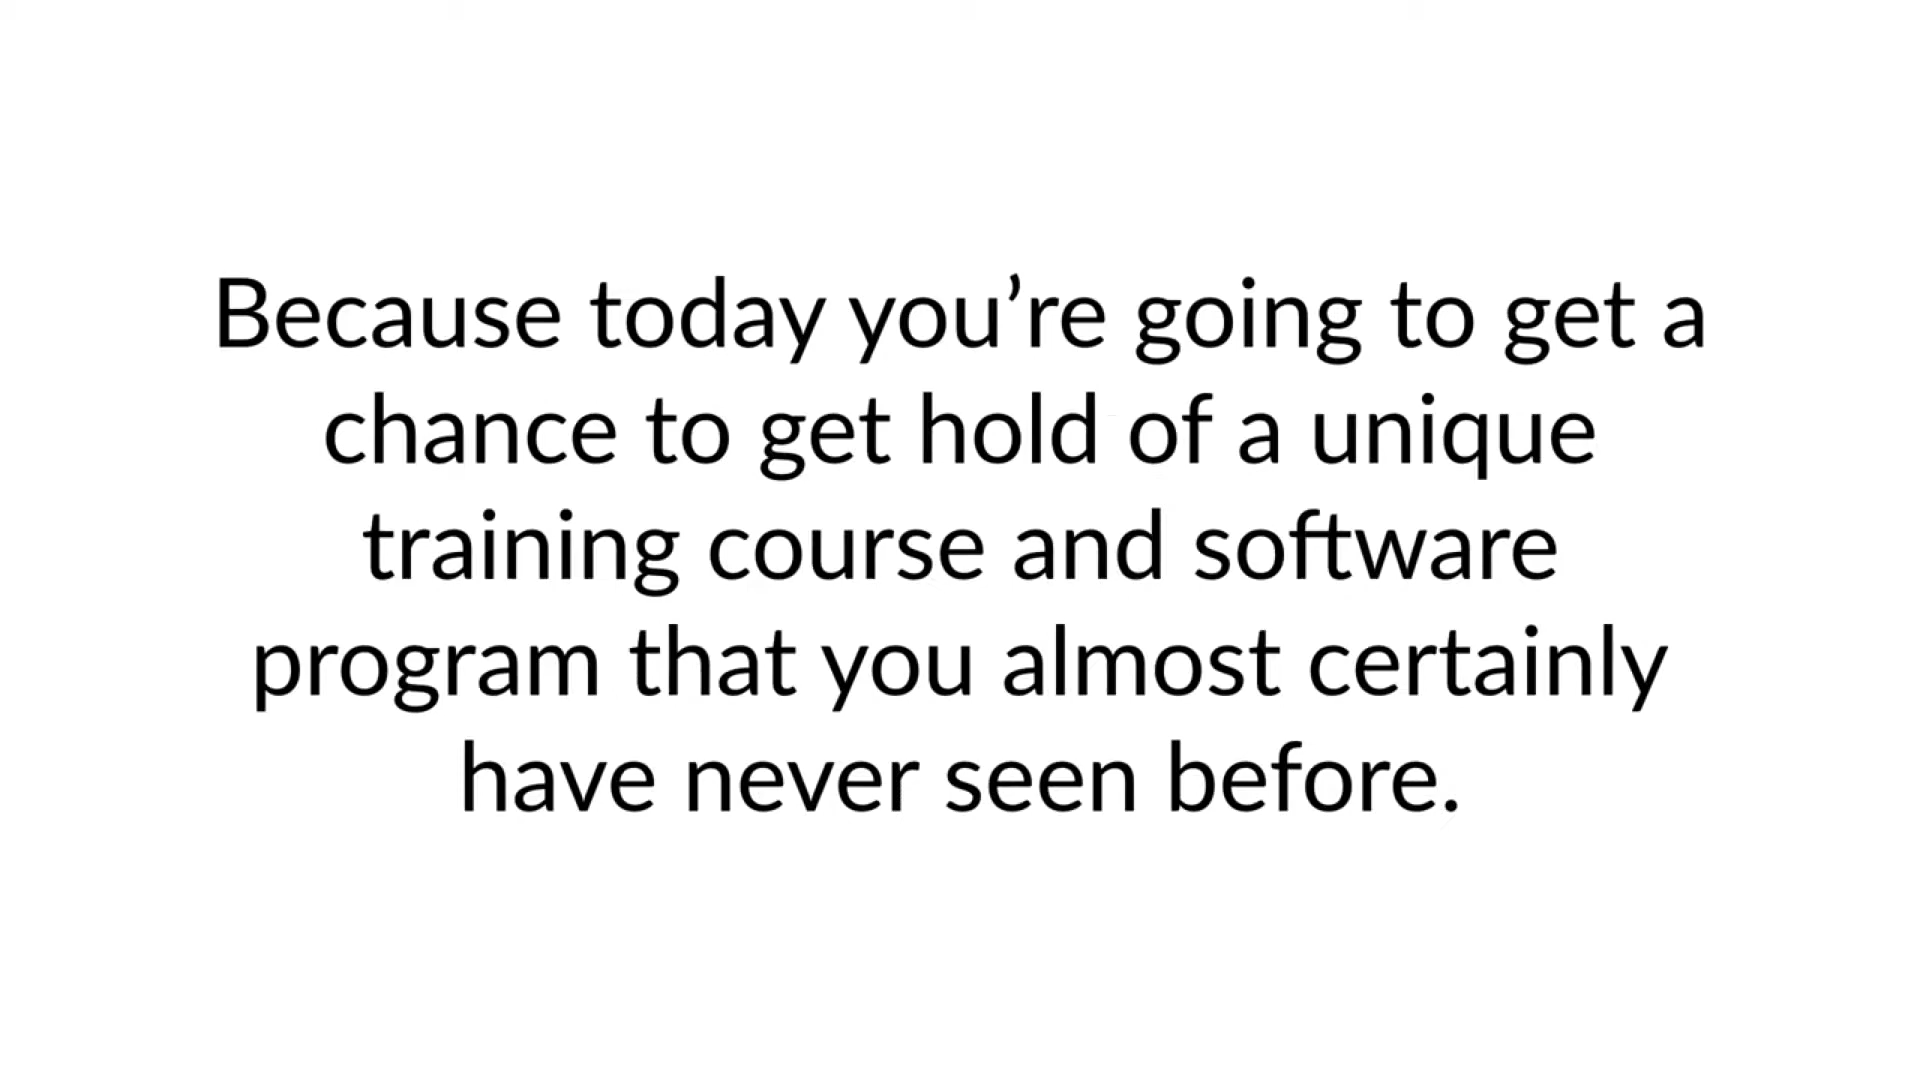 Because today you’re going to get a
chance to get hold of a unique
training course and software
program that you almost certainly
have never seen before.